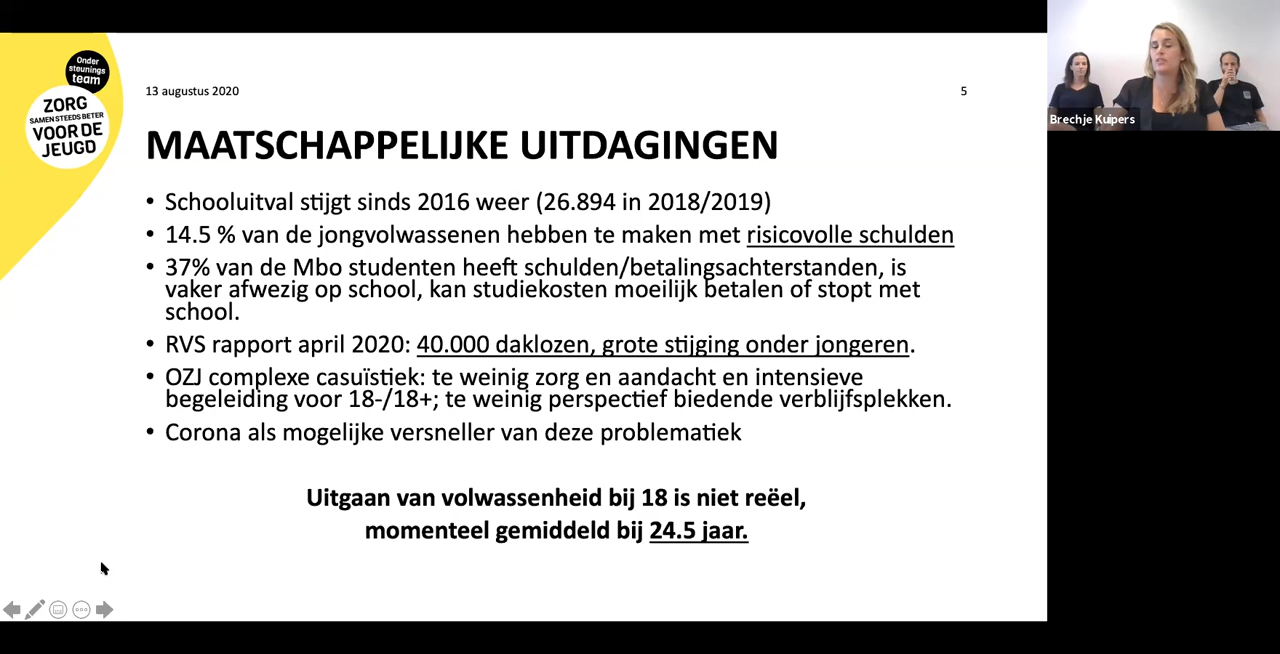 Onder
steunings
team
ZORG
SAMEN STEEDS BETER
VOOR DE
JEUGD
13 augustus 2020
5
MAATSCHAPPELIJKE UITDAGINGEN
• Schooluitval stijgt sinds 2016 weer (26.894 in 2018/2019)
• 14.5 % van de jongvolwassenen hebben te maken met risicovolle schulden
• 37% van de Mbo studenten heeft schulden/betalingsachterstanden, is
vaker afwezig op school, kan studiekosten moeilijk betalen of stopt met
school.
• RVS rapport april 2020: 40.000 daklozen, grote stijging onder jongeren.
• OZJ complexe casuïstiek: te weinig zorg en aandacht en intensieve
begeleiding voor 18-/18+; te weinig perspectief biedende verblijfsplekken.
• Corona als mogelijke versneller van deze problematiek
Uitgaan van volwassenheid bij 18 is niet reëel,
momenteel gemiddeld bij 24.5 jaar.
Brechje Kuipers